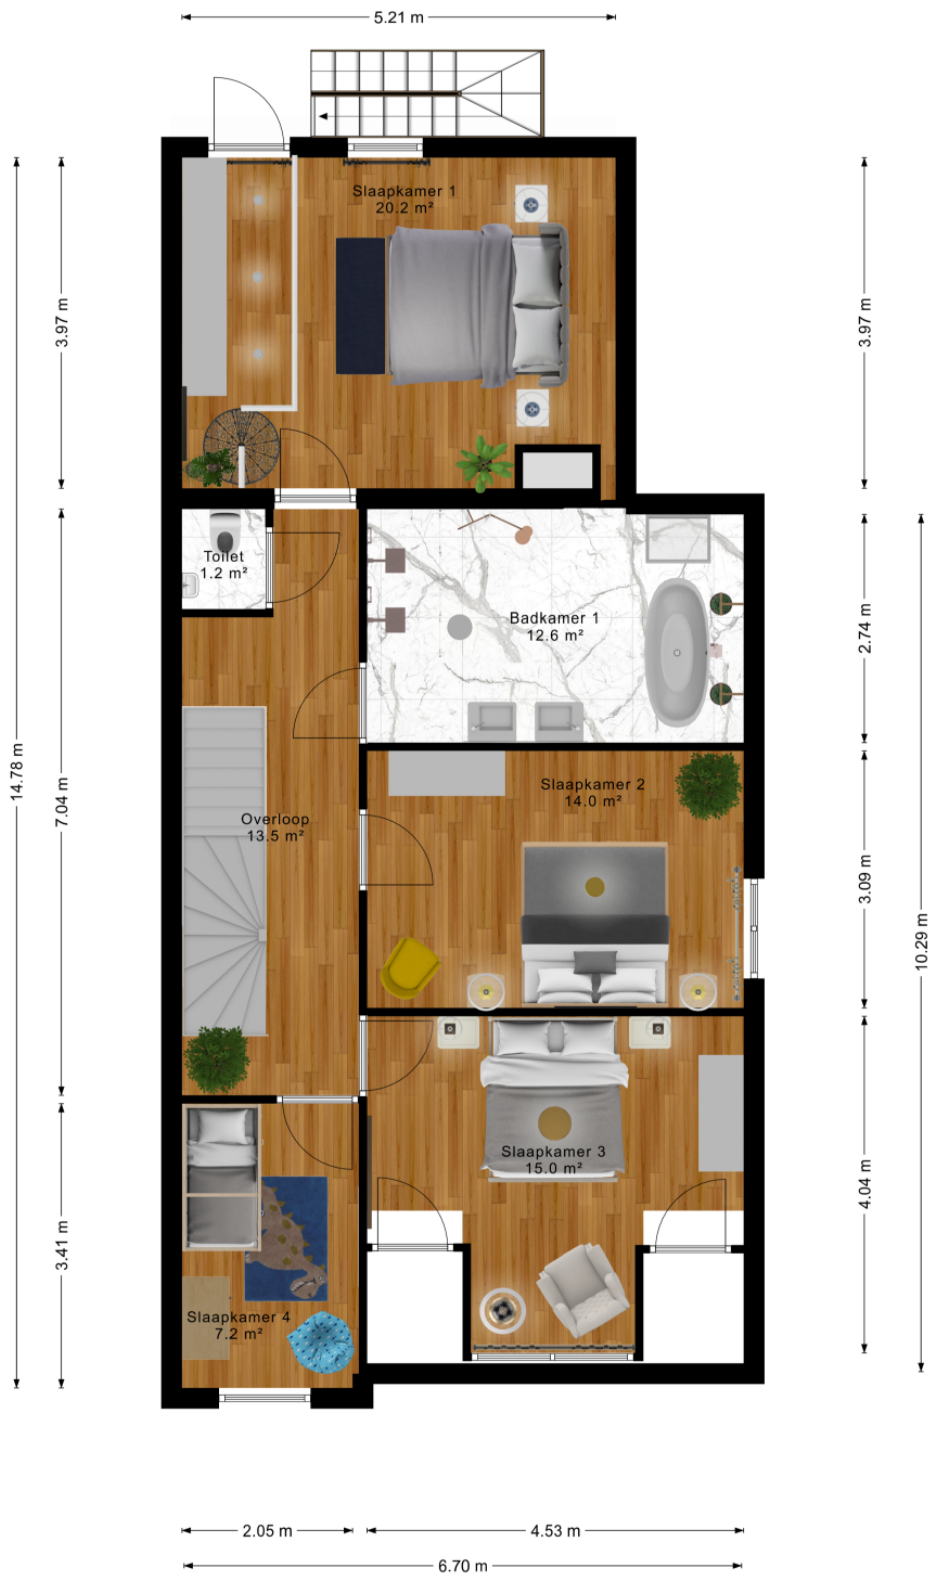 5.21 m
Slaapkamer 1
20.2 m²
3.97 m
3.97 m
Toilet
1.2 m²
Badkamer 1
12.6 m²
2.74 m
14.78 m
7.04 m
Slaapkamer 2
14.0 m²
Overloop
13.5 m²
3.09 m
10.29 m
Slaapkamer 3
15.0 m²
4.04 m
3.41 m
Slaapkamer 4
7.2 m²
2.05 m
4.53 m
6.70 m